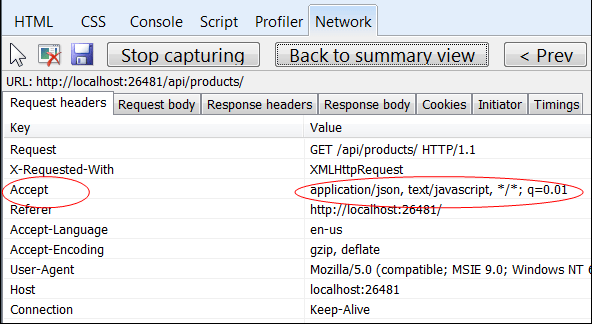 HTML CSS Console Script Profiler Network
Stop capturing Back to summary view < Prev
URL: http://localhost:26481/api/products/
Request headers Request body Response headers Response body Cookies Initiator Timings
Key Value
Request GET /api/products/ HTTP/1.1
X-Requested-With XMLHttpRequest
Accept application/json, text/javascript, */*; q=0.01
Referer http://localhost:26481/
Accept-Language en-us
Accept-Encoding gzip, deflate
User-Agent Mozilla/5.0 (compatible; MSIE 9.0; Windows NT 6
Host localhost:26481
Connection Keep-Alive